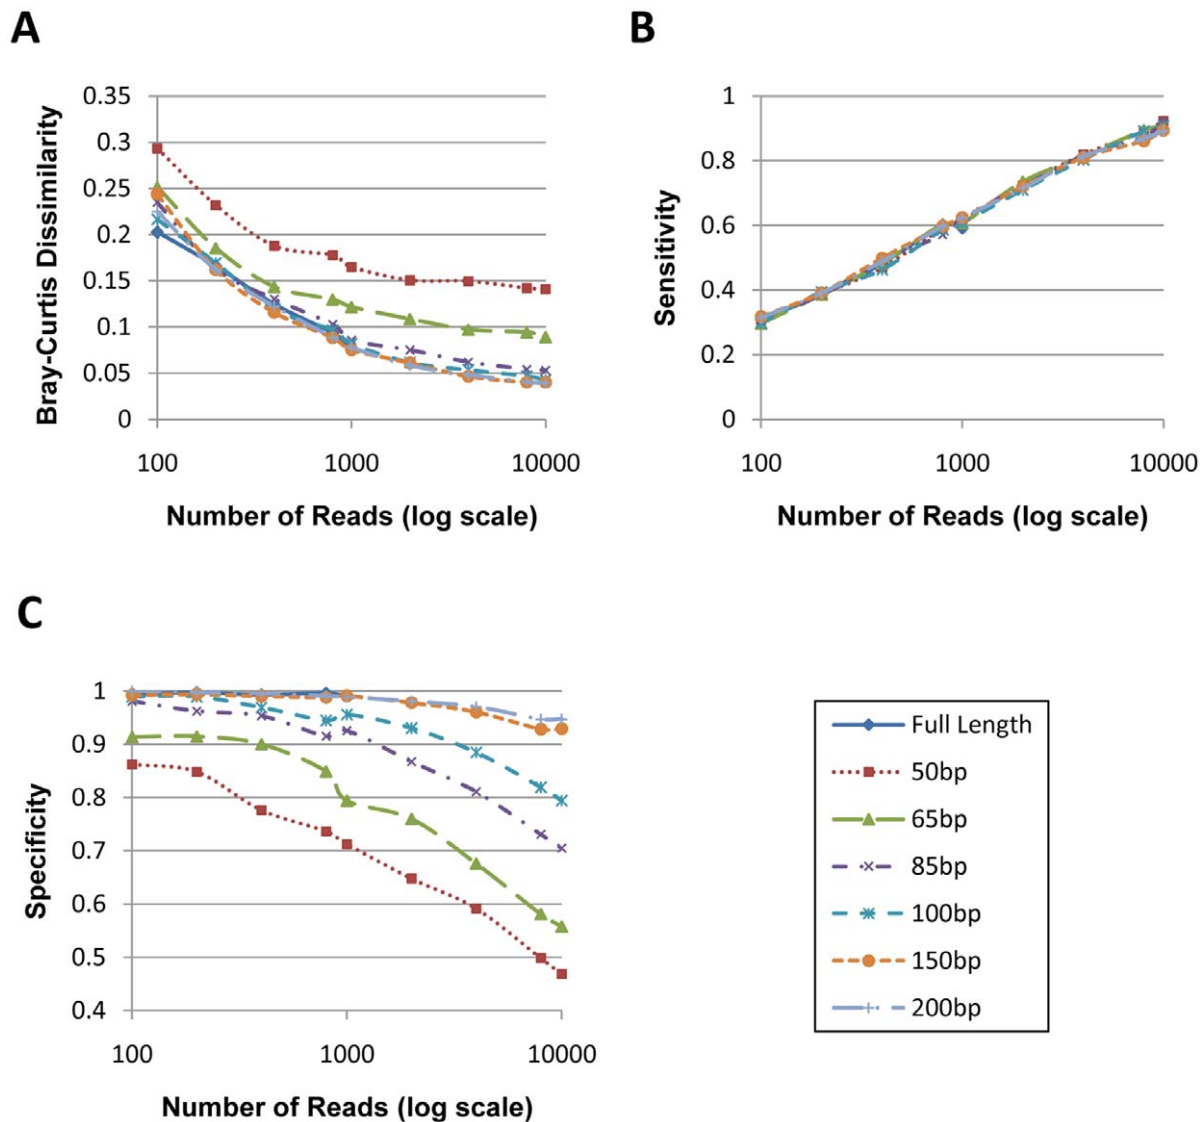 A
B
0.35
0.3
0.25
0.2
0.15
0.1
0.05
0
Bray-Curtis Dissimilarity
100 1000 10000
Number of Reads (log scale)
1
0.8
0.6
0.4
0.2
0
Sensitivity
100 1000 10000
Number of Reads (log scale)
C
1
0.9
0.8
0.7
0.6
0.5
0.4
Specificity
100 1000 10000
Number of Reads (log scale)
Full Length
50bp
65bp
85bp
100bp
150bp
200bp